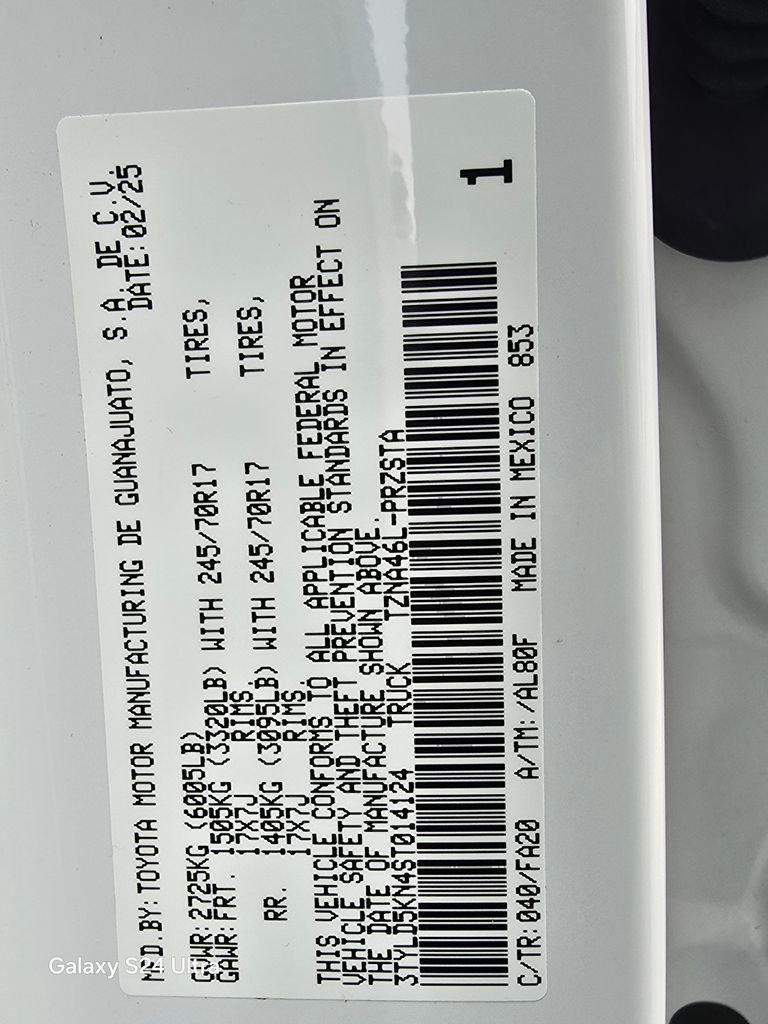 MFD.BY:TOYOTA MOTOR MANUFACTURING DE GUANAJUATO, S.A. DE C.V.
DATE:02/25
GVWR:2725KG (6005LB)
GAWR:FRT. 1505KG (3320LB) WITH 245/70R17 TIRES,
17X7J RIMS.
RR. 1405KG (3095LB) WITH 245/70R17 TIRES,
17X7J RIMS.
THIS VEHICLE CONFORMS TO ALL APPLICABLE FEDERAL MOTOR
VEHICLE SAFETY AND THEFT PREVENTION STANDARDS IN EFFECT ON
THE DATE OF MANUFACTURE SHOWN ABOVE.
3TYLD5KN4ST014124 TRUCK TZNA46L-PRZSTA
1
C/TR:040/FA20 A/TM:/AL80F MADE IN MEXICO 853
Galaxy S24 Ultra